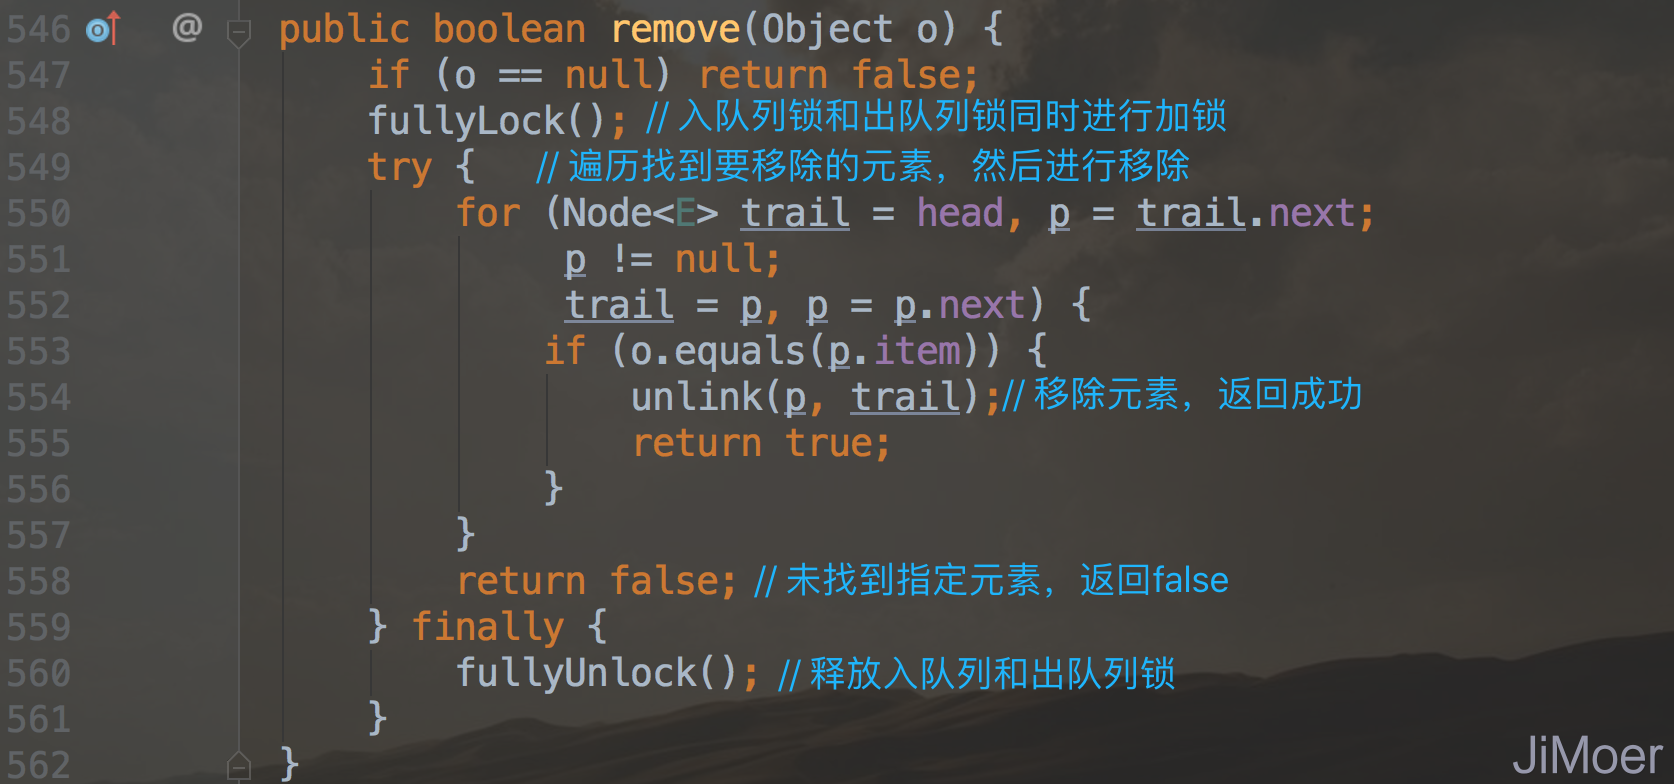 546 @ public boolean remove(Object o) {
547 if (o == null) return false;
548 fullyLock(); // 入队列锁和出队列锁同时进行加锁
549 try { // 遍历找到要移除的元素，然后进行移除
550 for (Node<E> trail = head, p = trail.next;
551 p != null;
552 trail = p, p = p.next) {
553 if (o.equals(p.item)) {
554 unlink(p, trail);// 移除元素，返回成功
555 return true;
556 }
557 }
558 return false; // 未找到指定元素，返回false
559 } finally {
560 fullyUnlock(); // 释放入队列和出队列锁
561 }
562 }
JiMoer